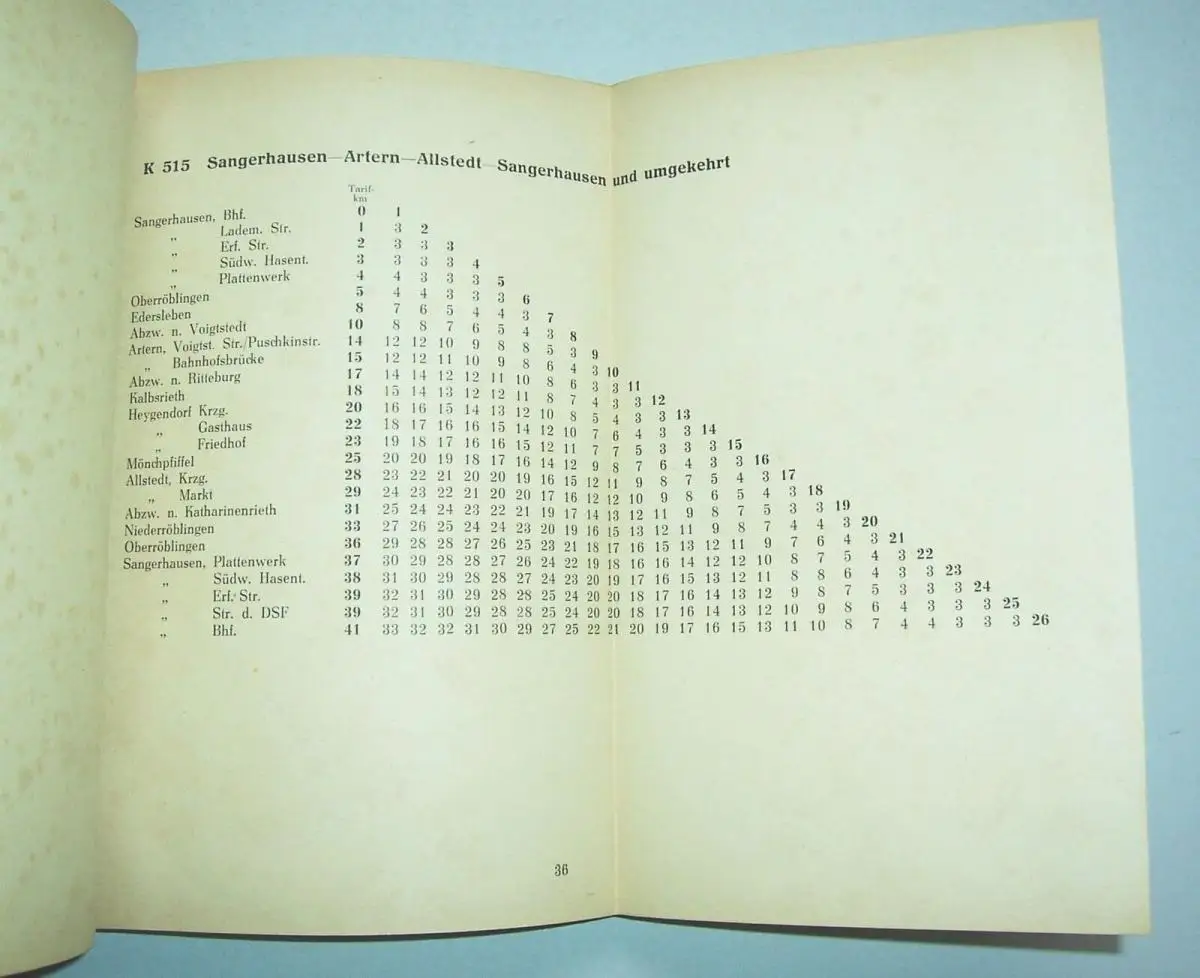 K 515 Sangerhausen—Artern—Allstedt—Sangerhausen und umgekehrt
Tarif-
km
Sangerhausen, Bhf. 0 1
„ Ladem. Str. 1 3 2
„ Erf. Str. 2 3 3 3
„ Südw. Hasent. 3 3 3 3 4
„ Plattenwerk 4 4 3 3 3 5
Oberröblingen 5 4 4 3 3 3 6
Edersleben 8 7 6 5 4 4 3 7
Abzw. n. Voigtstedt 10 8 8 7 6 5 4 3 8
Artern, Voigtst. Str./Puschkinstr. 14 12 12 10 9 8 8 5 3 9
„ Bahnhofsbrücke 15 12 12 11 10 9 8 6 4 3 10
Abzw. n. Ritteburg 17 14 14 12 12 11 10 8 6 3 3 11
Kalbsrieth 18 15 14 13 12 12 11 8 7 4 3 3 12
Heygendorf Krzg. 20 16 16 15 14 13 12 10 8 5 4 3 3 13
„ Gasthaus 22 18 17 16 16 15 14 12 10 7 6 4 3 3 14
„ Friedhof 23 19 18 17 16 16 15 12 11 7 7 5 3 3 3 15
Mönchpfiffel 25 20 20 19 18 17 16 14 12 9 8 7 6 4 3 3 16
Allstedt, Krzg. 28 23 22 21 20 20 19 16 15 12 11 9 8 7 5 4 3 17
„ Markt 29 24 23 22 21 20 20 17 16 12 12 10 9 8 6 5 4 3 18
Abzw. n. Katharinenrieth 31 25 24 24 23 22 21 19 17 14 13 12 11 9 8 7 5 3 3 19
Niederröblingen 33 27 26 25 24 24 23 20 19 16 15 13 12 11 9 8 7 4 4 3 20
Oberröblingen 36 29 28 28 27 26 25 23 21 18 17 16 15 13 12 11 9 7 6 4 3 21
Sangerhausen, Plattenwerk 37 30 29 28 28 27 26 24 22 19 18 16 16 14 12 12 10 8 7 5 4 3 22
„ Südw. Hasent. 38 31 30 29 28 28 27 24 23 20 19 17 16 15 13 12 11 8 8 6 4 3 3 23
„ Erf. Str. 39 32 31 30 29 28 28 25 24 20 20 18 17 16 14 13 12 9 8 7 5 3 3 3 24
„ Str. d. DSF 39 32 31 30 29 28 28 25 24 20 20 18 17 16 14 13 12 10 9 8 6 4 3 3 3 25
„ Bhf. 41 33 32 32 31 30 29 27 25 22 21 20 19 17 16 15 13 11 10 8 7 4 4 3 3 3 26
36